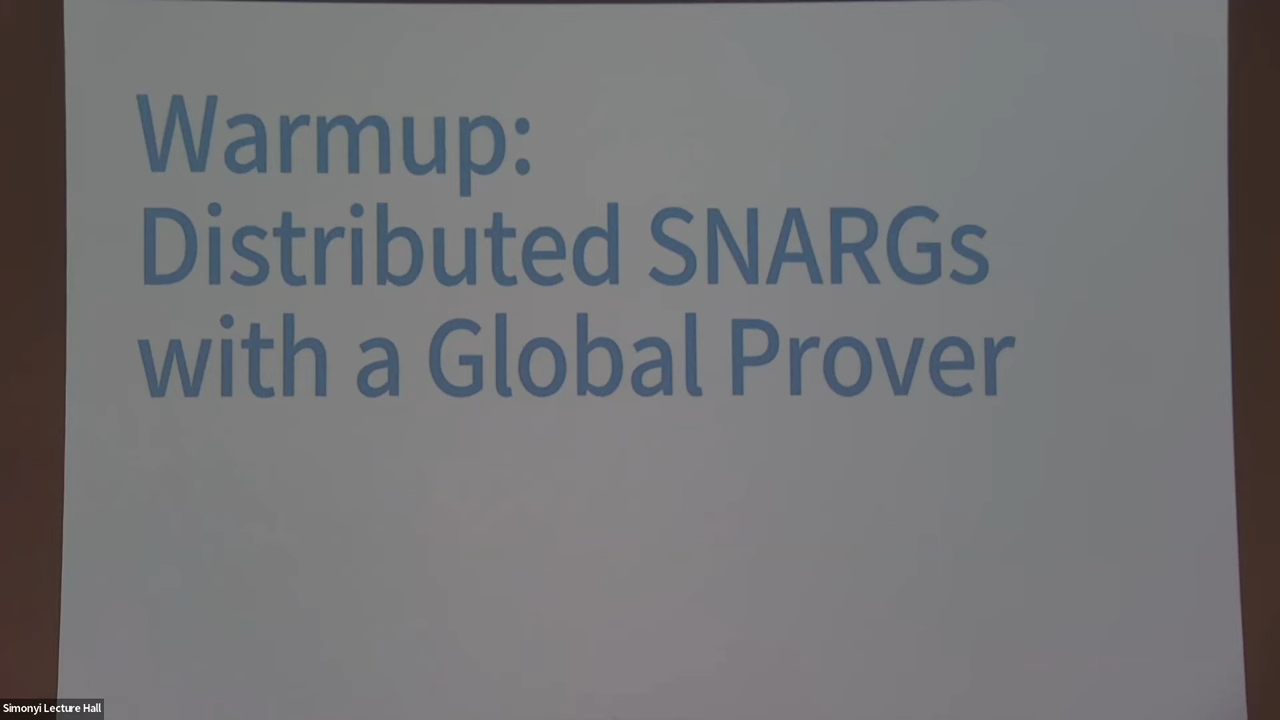 Warmup:
Distributed SNARGs
with a Global Prover
Simonyi Lecture Hall